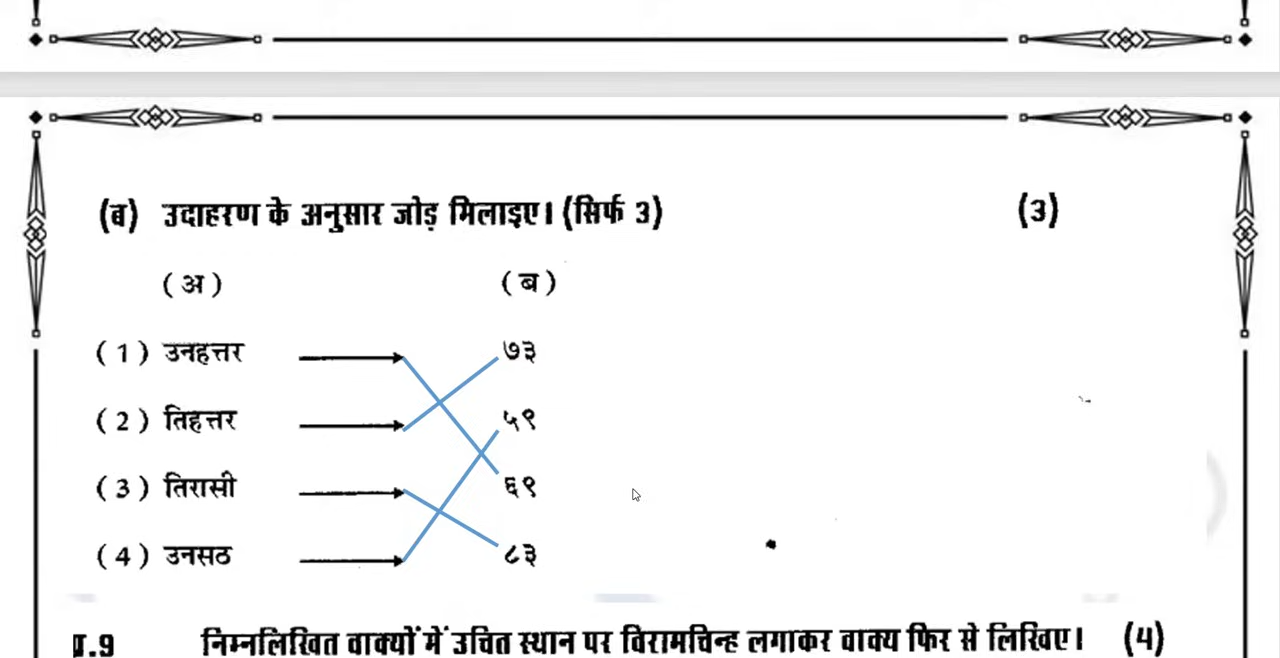 (ब) उदाहरण के अनुसार जोड़ मिलाइए। (सिर्फ 3) (3)
(अ) (ब)
(1) उनहत्तर ७३
(2) तिहत्तर ५९
(3) तिरासी ६९
(4) उनसठ ८३
प्र.9 निम्नलिखित वाक्यों में उचित स्थान पर विरामचिन्ह लगाकर वाक्य फिर से लिखिए। (4)